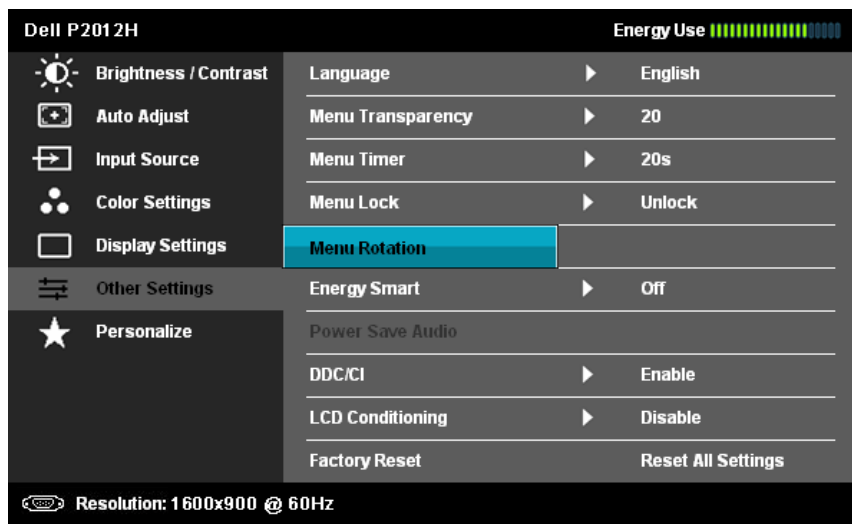 Dell P2012H Energy Use
Brightness / Contrast Language English
Auto Adjust Menu Transparency 20
Input Source Menu Timer 20s
Color Settings Menu Lock Unlock
Display Settings Menu Rotation
Other Settings Energy Smart Off
Personalize Power Save Audio
DDC/CI Enable
LCD Conditioning Disable
Factory Reset Reset All Settings
Resolution: 1600x900 @ 60Hz